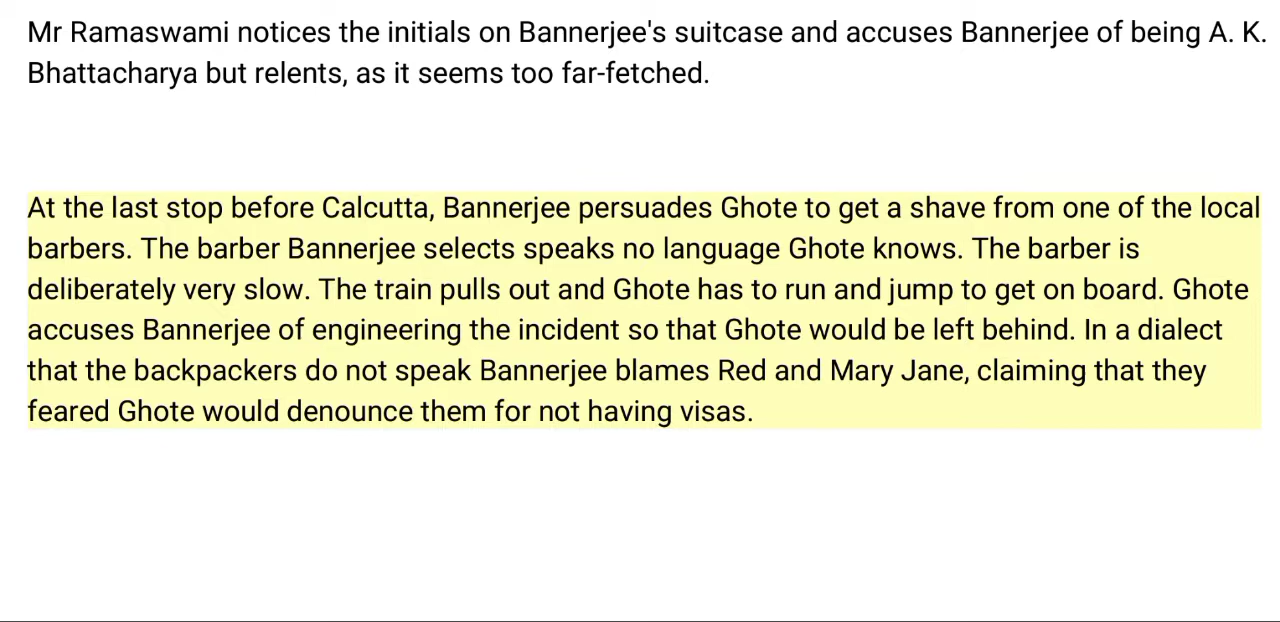 Mr Ramaswami notices the initials on Bannerjee's suitcase and accuses Bannerjee of being A. K.
Bhattacharya but relents, as it seems too far-fetched.
At the last stop before Calcutta, Bannerjee persuades Ghote to get a shave from one of the local
barbers. The barber Bannerjee selects speaks no language Ghote knows. The barber is
deliberately very slow. The train pulls out and Ghote has to run and jump to get on board. Ghote
accuses Bannerjee of engineering the incident so that Ghote would be left behind. In a dialect
that the backpackers do not speak Bannerjee blames Red and Mary Jane, claiming that they
feared Ghote would denounce them for not having visas.